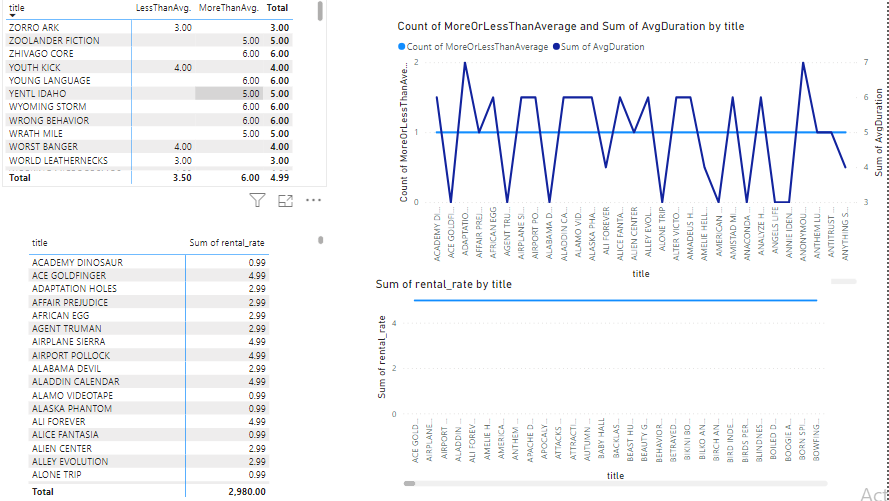 title LessThanAvg. MoreThanAvg. Total
ZORRO ARK 3.00 3.00
ZOOLANDER FICTION 5.00 5.00
ZHIVAGO CORE 6.00 6.00
YOUTH KICK 4.00 4.00
YOUNG LANGUAGE 6.00 6.00
YENTL IDAHO 5.00 5.00
WYOMING STORM 6.00 6.00
WRONG BEHAVIOR 6.00 6.00
WRATH MILE 5.00 5.00
WORST BANGER 4.00 4.00
WORLD LEATHERNECKS 3.00 3.00
Total 3.50 6.00 4.99
title Sum of rental_rate
ACADEMY DINOSAUR 0.99
ACE GOLDFINGER 4.99
ADAPTATION HOLES 2.99
AFFAIR PREJUDICE 2.99
AFRICAN EGG 2.99
AGENT TRUMAN 2.99
AIRPLANE SIERRA 4.99
AIRPORT POLLOCK 4.99
ALABAMA DEVIL 2.99
ALADDIN CALENDAR 4.99
ALAMO VIDEOTAPE 0.99
ALASKA PHANTOM 0.99
ALI FOREVER 4.99
ALICE FANTASIA 0.99
ALIEN CENTER 2.99
ALLEY EVOLUTION 2.99
ALONE TRIP 0.99
Total 2,980.00
Count of MoreOrLessThanAverage and Sum of AvgDuration by title
Count of MoreOrLessThanAverage Sum of AvgDuration
Count of MoreOrLessThanAve...
2
1
0
7
6
5
4
3
Sum of AvgDuration
ACADEMY DI...
ACE GOLDFI...
ADAPTATIO...
AFFAIR PREJ...
AFRICAN EGG
AGENT TRU...
AIRPLANE SI...
AIRPORT PO...
ALABAMA D...
ALADDIN CA...
ALAMO VID...
ALASKA PHA...
ALI FOREVER
ALICE FANTA...
ALIEN CENTER
ALLEY EVOL...
ALONE TRIP
ALTER VICTO...
AMADEUS H...
AMELIE HELL...
AMERICAN ...
AMISTAD MI...
ANACONDA ...
ANALYZE H...
ANGELS LIFE
ANNIE IDEN...
ANONYMOU...
ANTHEM LU...
ANTITRUST ...
ANYTHING S...
title
Sum of rental_rate by title
Sum of rental_rate
4
2
0
ACE GOLD...
AIRPLANE...
AIRPORT ...
ALADDIN ...
ALI FOREV...
AMELIE H...
AMERICA...
ANTHEM ...
APACHE D...
APOCALY...
ATTACKS ...
ATTRACTI...
AUTUMN ...
BABY HALL
BACKLAS...
BEAST HU...
BEAUTY G...
BEHAVIOR...
BETRAYED...
BIKINI BO...
BILKO AN...
BIRCH AN...
BIRD INDE...
BIRDS PER...
BLINDNES...
BOILED D...
BOOGIE A...
BORN SPI...
BOWFING...
title
Act